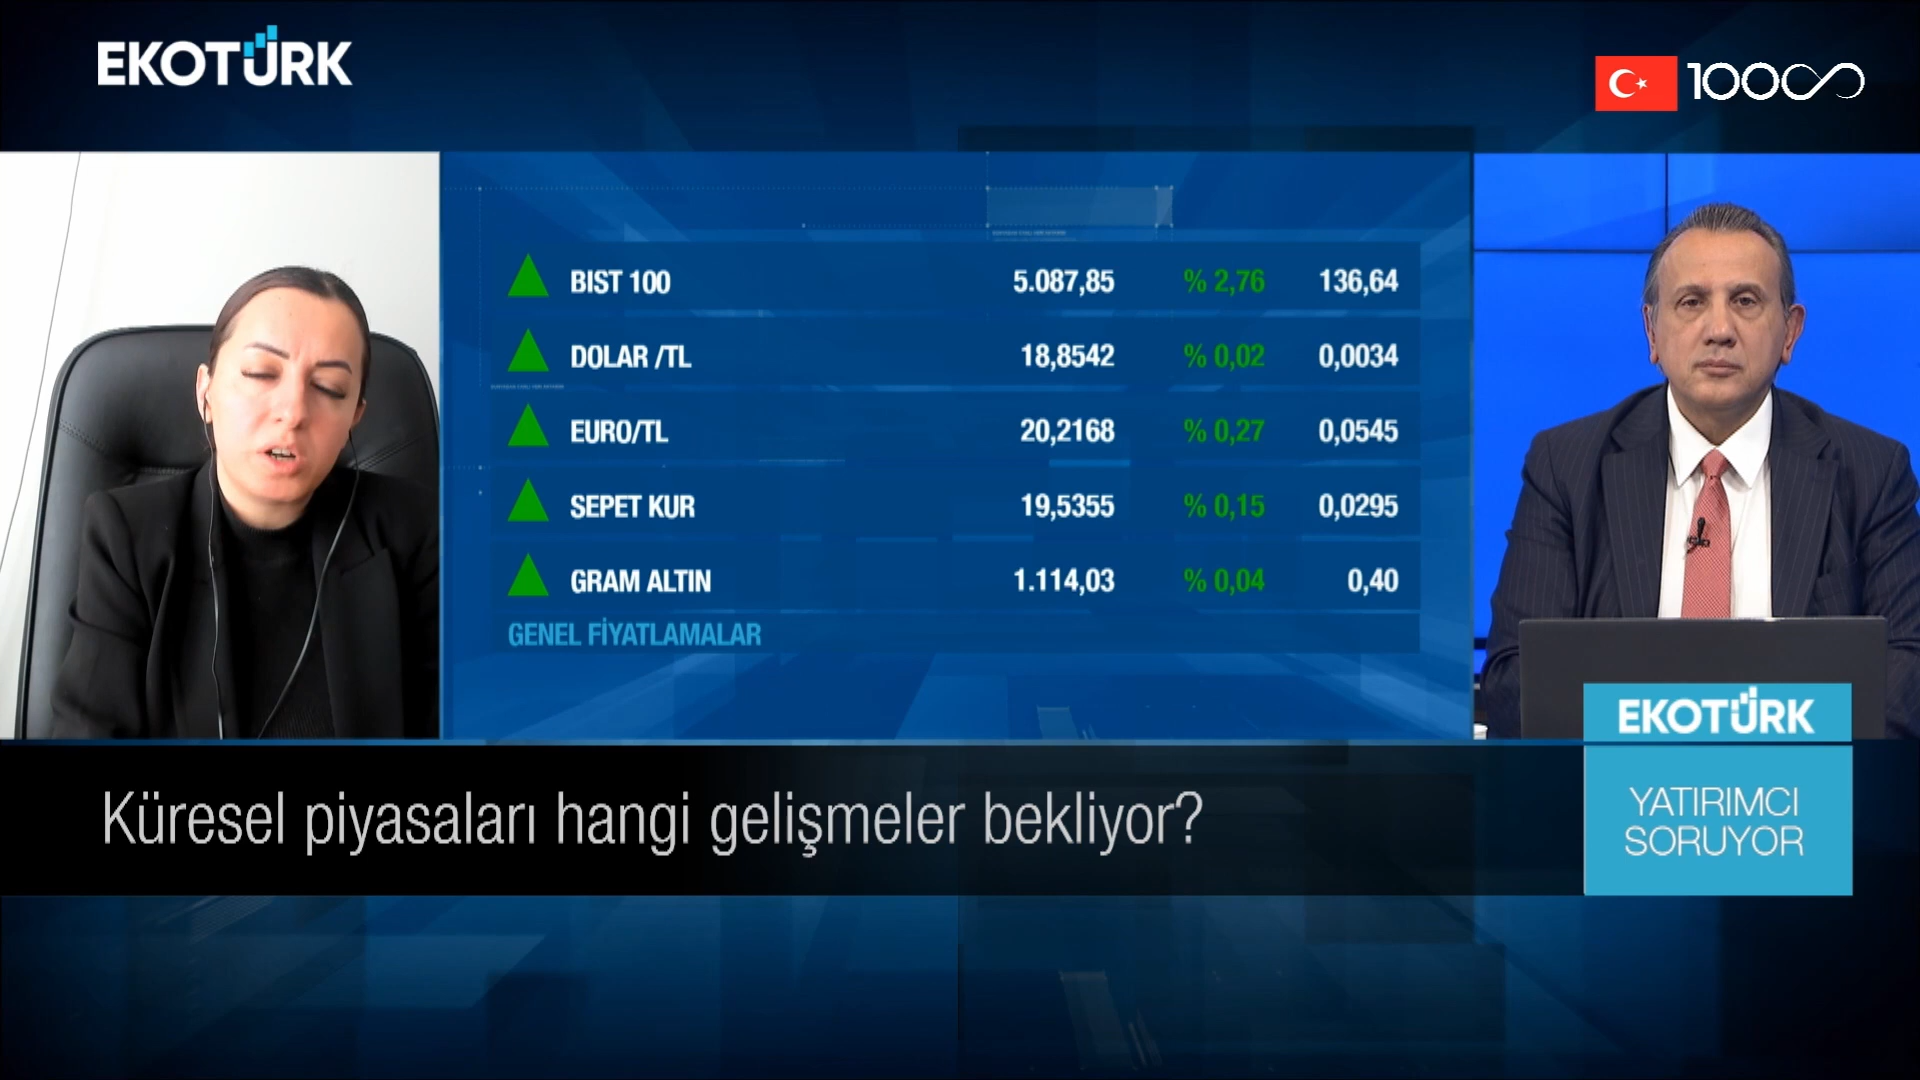 EKOTÜRK
100
BIST 100 5.087,85 % 2,76 136,64
DOLAR /TL 18,8542 % 0,02 0,0034
EURO/TL 20,2168 % 0,27 0,0545
SEPET KUR 19,5355 % 0,15 0,0295
GRAM ALTIN 1.114,03 % 0,04 0,40
GENEL FİYATLAMALAR
EKOTÜRK
Küresel piyasaları hangi gelişmeler bekliyor?
YATIRIMCI
SORUYOR